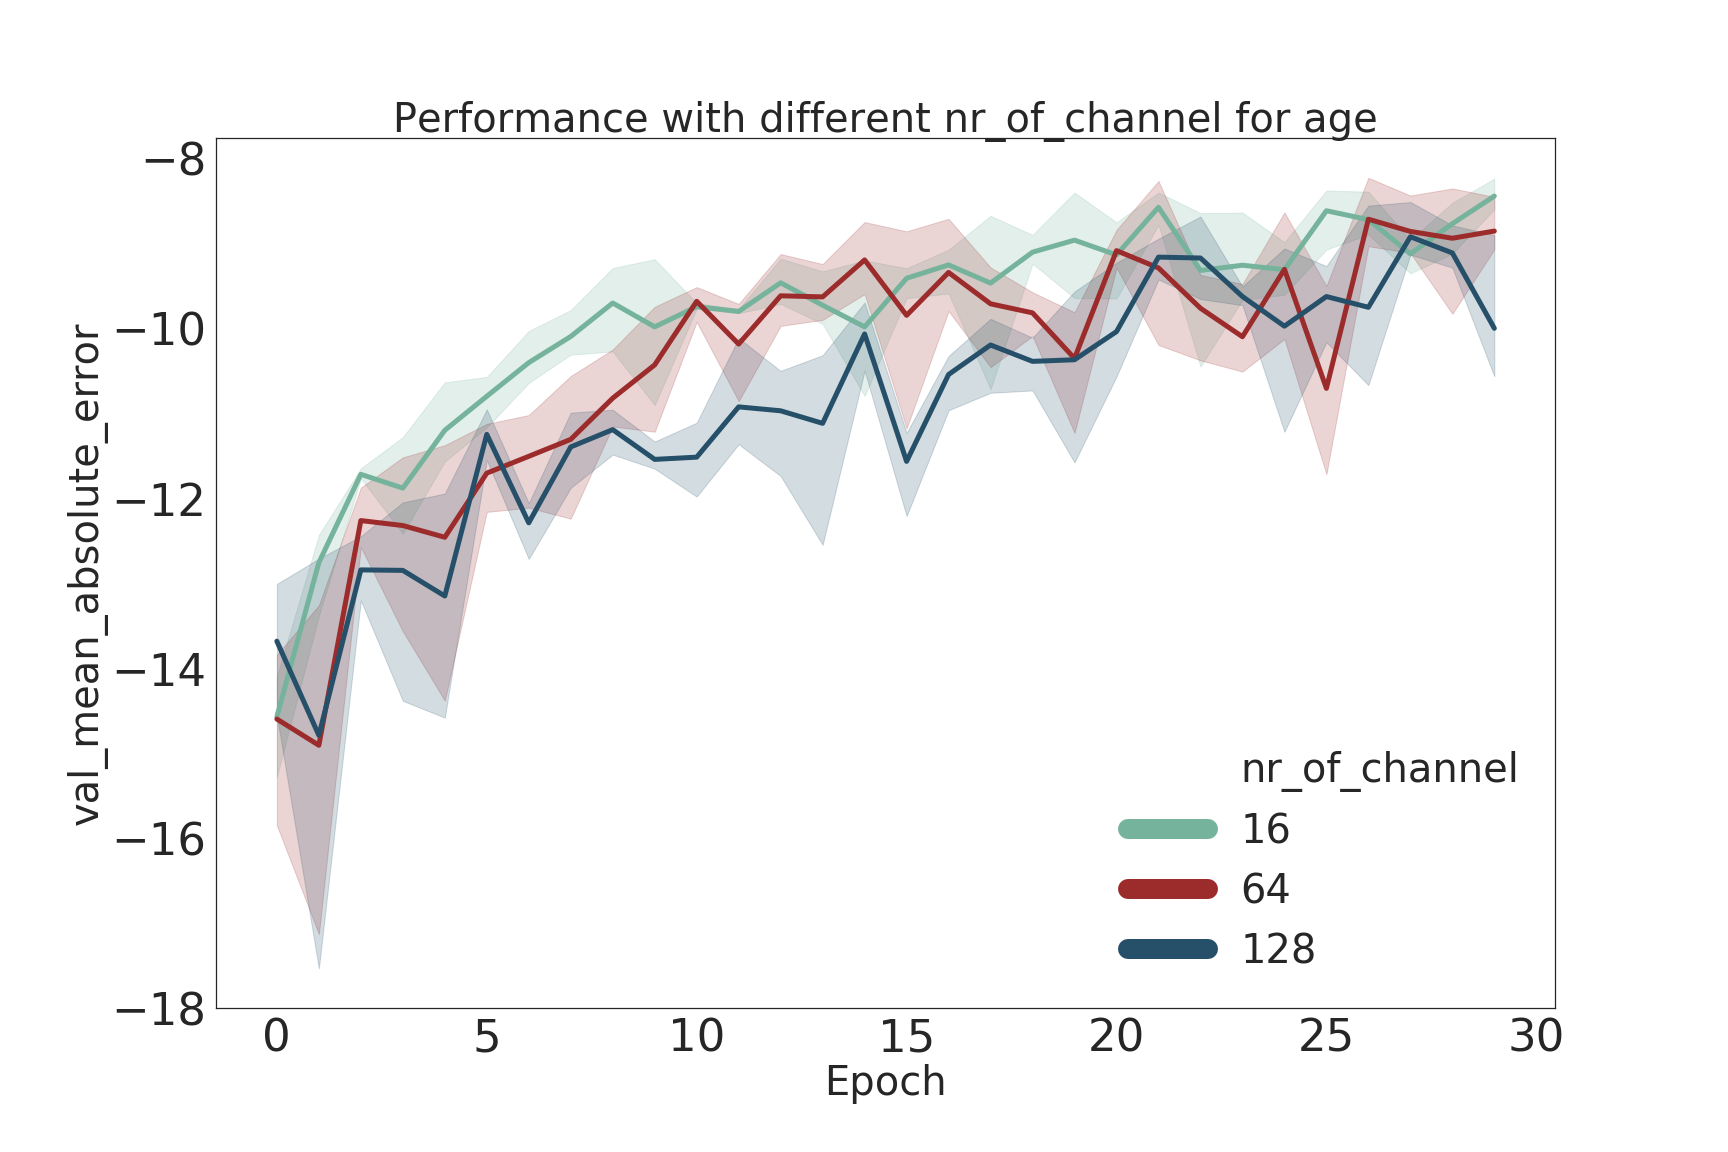 Performance with different nr_of_channel for age
val_mean_absolute_error
−8
−10
−12
−14
−16
−18
nr_of_channel
16
64
128
0 5 10 15 20 25 30
Epoch